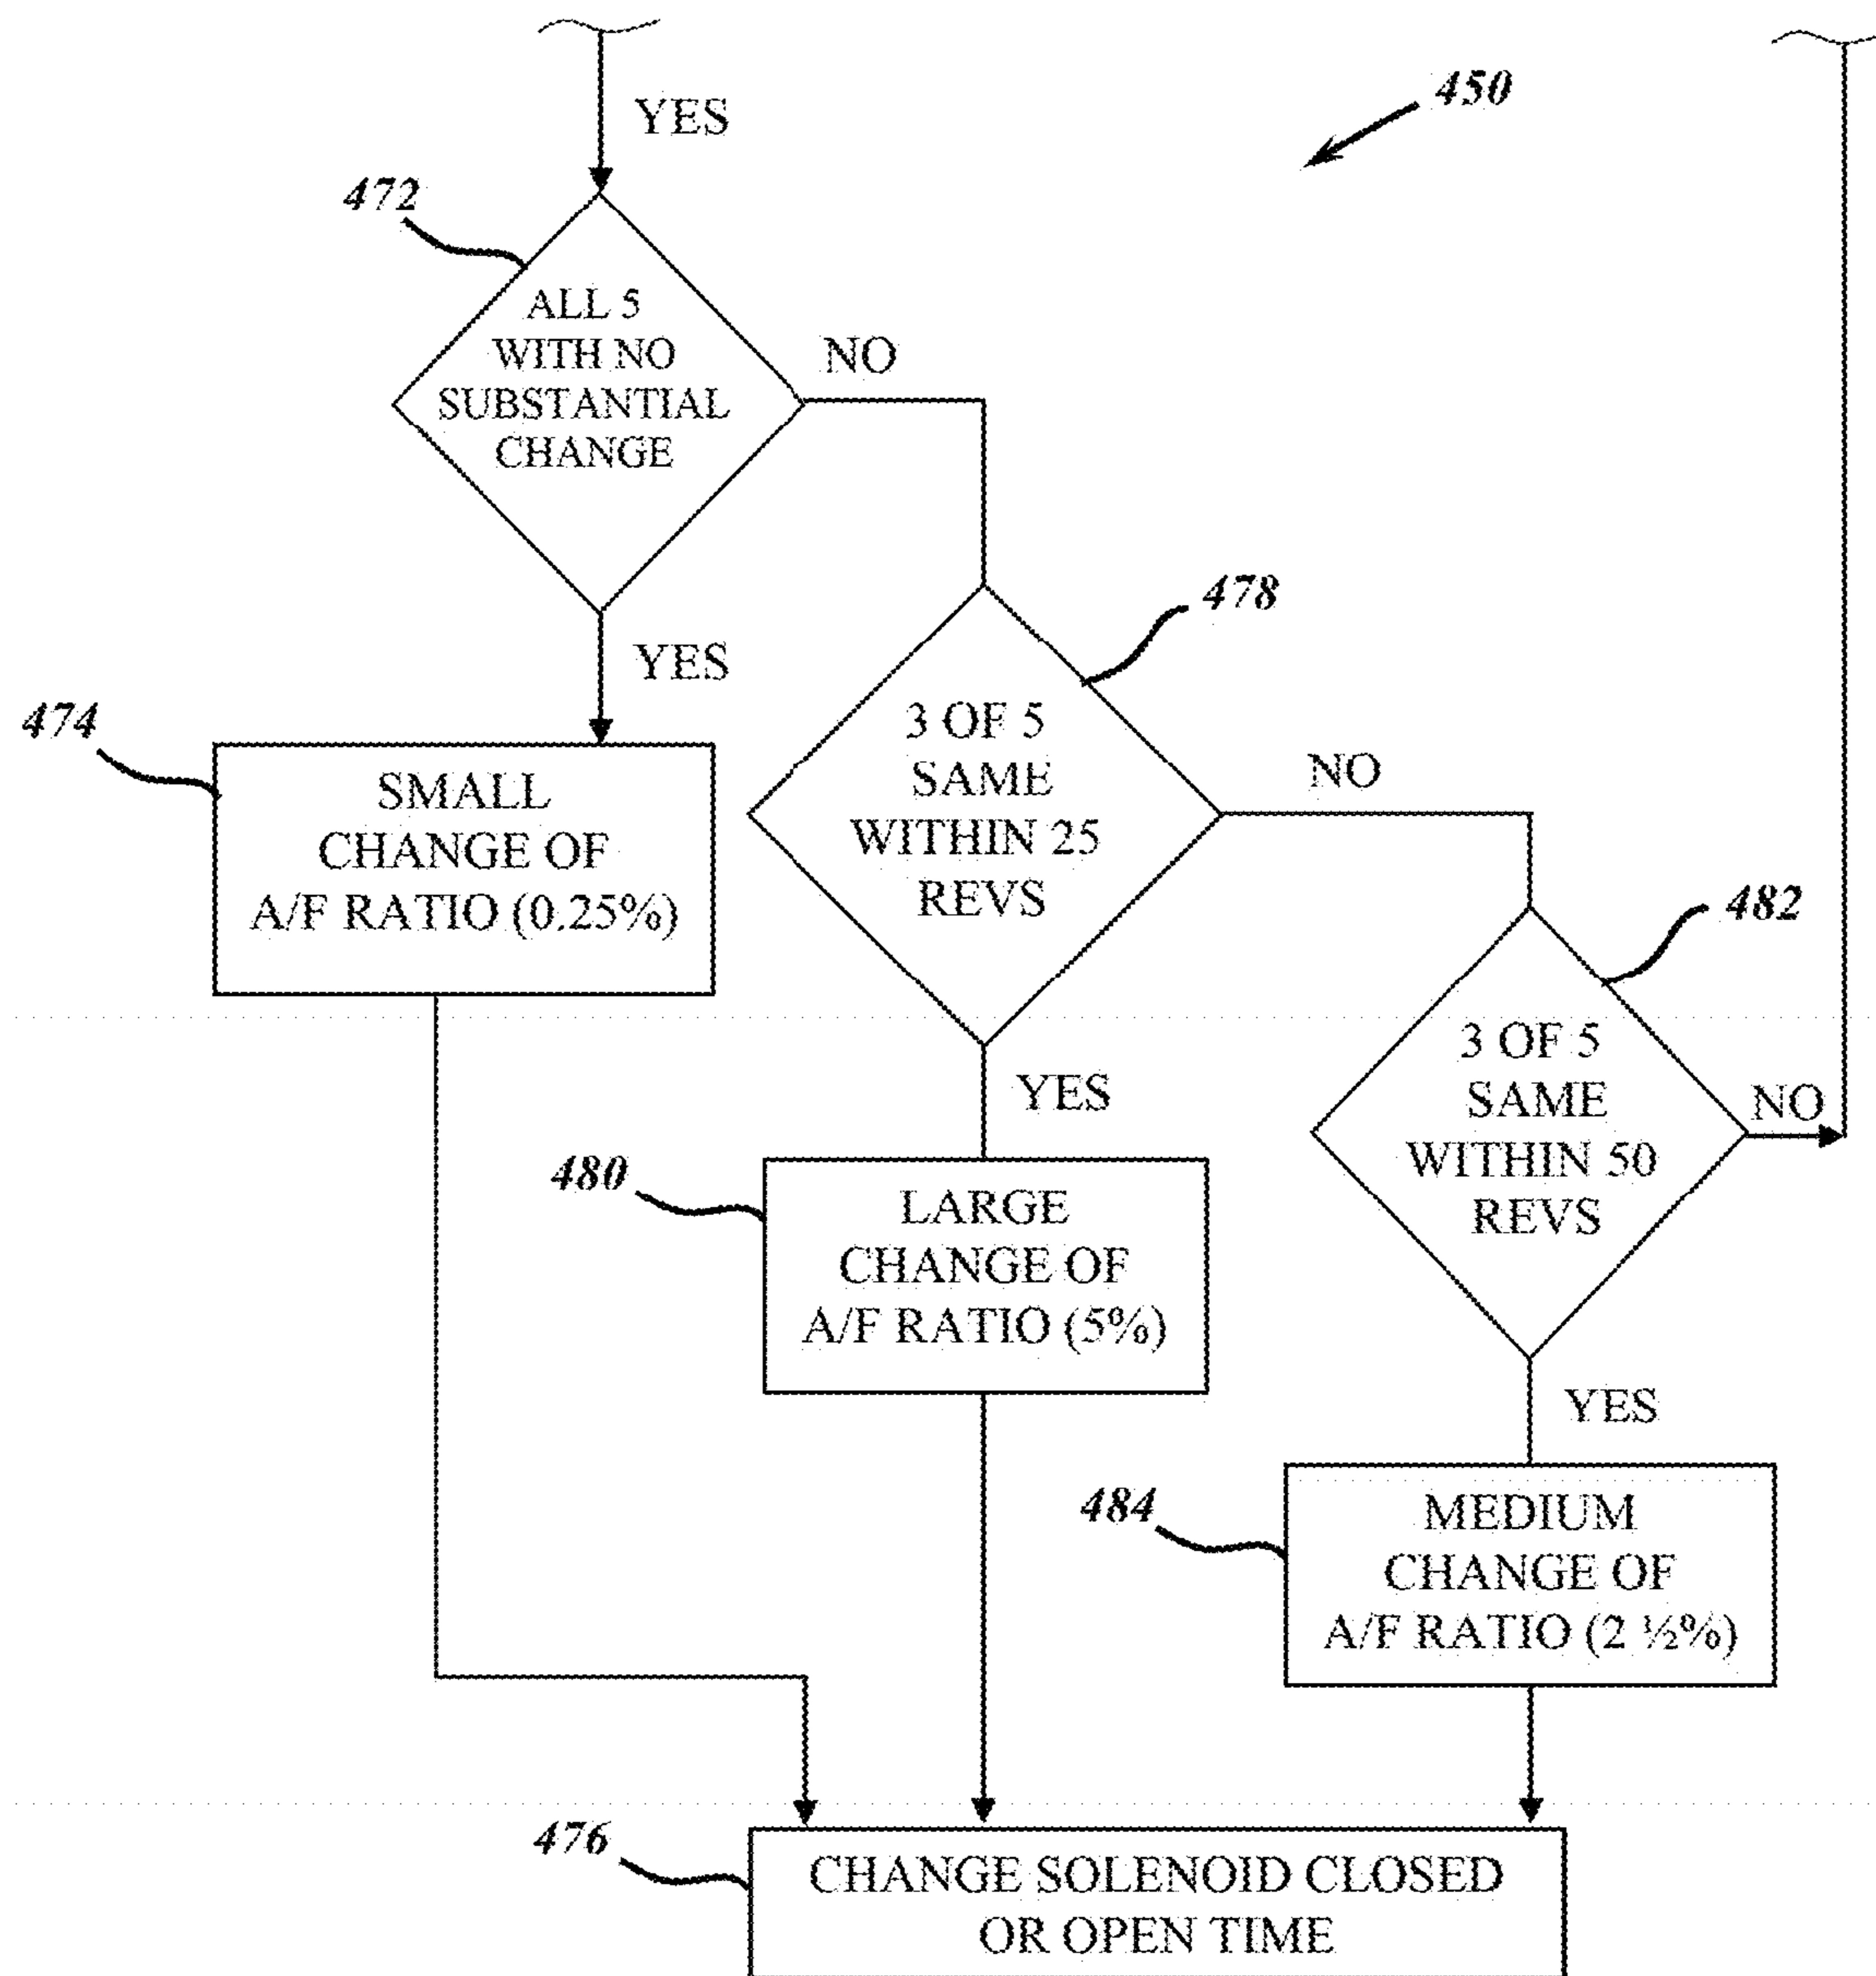 450
YES
472
ALL 5
WITH NO
SUBSTANTIAL
CHANGE
NO
YES
478
474
SMALL
CHANGE OF
A/F RATIO (0.25%)
3 OF 5
SAME
WITHIN 25
REVS
NO
482
3 OF 5
SAME
WITHIN 50
REVS
NO
YES
480
LARGE
CHANGE OF
A/F RATIO (5%)
YES
484
MEDIUM
CHANGE OF
A/F RATIO (2 ½%)
476
CHANGE SOLENOID CLOSED
OR OPEN TIME